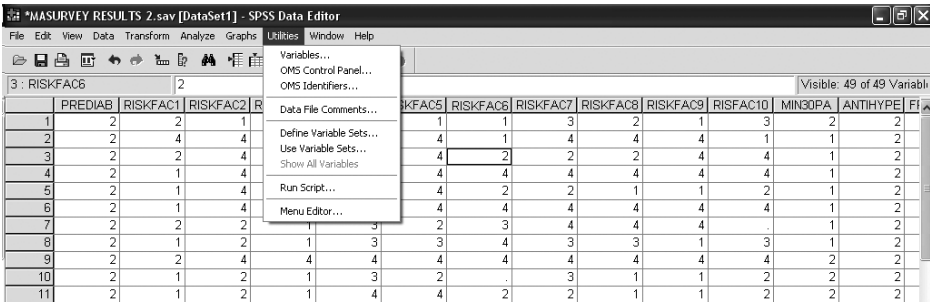 *MASURVEY RESULTS 2.sav [DataSet1] - SPSS Data Editor
File Edit View Data Transform Analyze Graphs Utilities Window Help
Variables...
OMS Control Panel...
OMS Identifiers...
Data File Comments...
Define Variable Sets...
Use Variable Sets...
Show All Variables
Run Script...
Menu Editor...
3 : RISKFAC6 2 Visible: 49 of 49 Variabl
PREDIAB RISKFAC1 RISKFAC2 R KFAC5 RISKFAC6 RISKFAC7 RISKFAC8 RISKFAC9 RISFAC10 MIN30PA ANTIHYPE
1 2 2 1 1 1 3 2 1 3 2 2
2 2 4 4 4 1 4 4 4 1 1 2
3 2 2 4 4 2 2 2 4 4 1 2
4 2 1 4 4 4 4 4 4 4 1 2
5 2 1 4 4 2 2 1 1 2 1 2
6 2 1 4 4 4 4 4 4 4 1 2
7 2 2 2 1 3 2 3 4 4 4 . 1 2
8 2 1 2 1 3 3 4 3 3 1 3 1 2
9 2 2 4 4 4 4 4 4 4 4 4 2 2
10 2 1 2 1 3 2 . 3 1 1 2 2 2
11 2 1 2 1 4 4 2 2 1 1 2 2 2